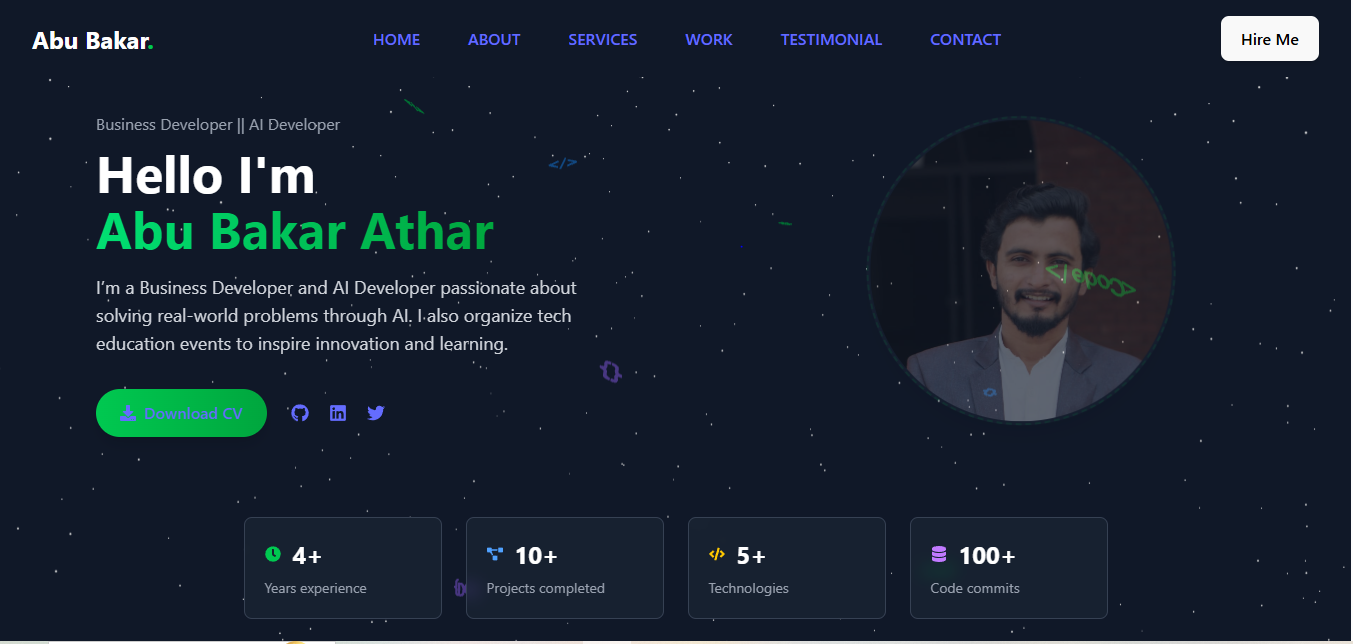 Abu Bakar.
HOME ABOUT SERVICES WORK TESTIMONIAL CONTACT
Hire Me
Business Developer || AI Developer
</>
Hello I'm
Abu Bakar Athar
<code/>
I'm a Business Developer and AI Developer passionate about
solving real-world problems through AI. I also organize tech
education events to inspire innovation and learning.
{}
Download CV
4+
Years experience
10+
Projects completed
5+
Technologies
100+
Code commits